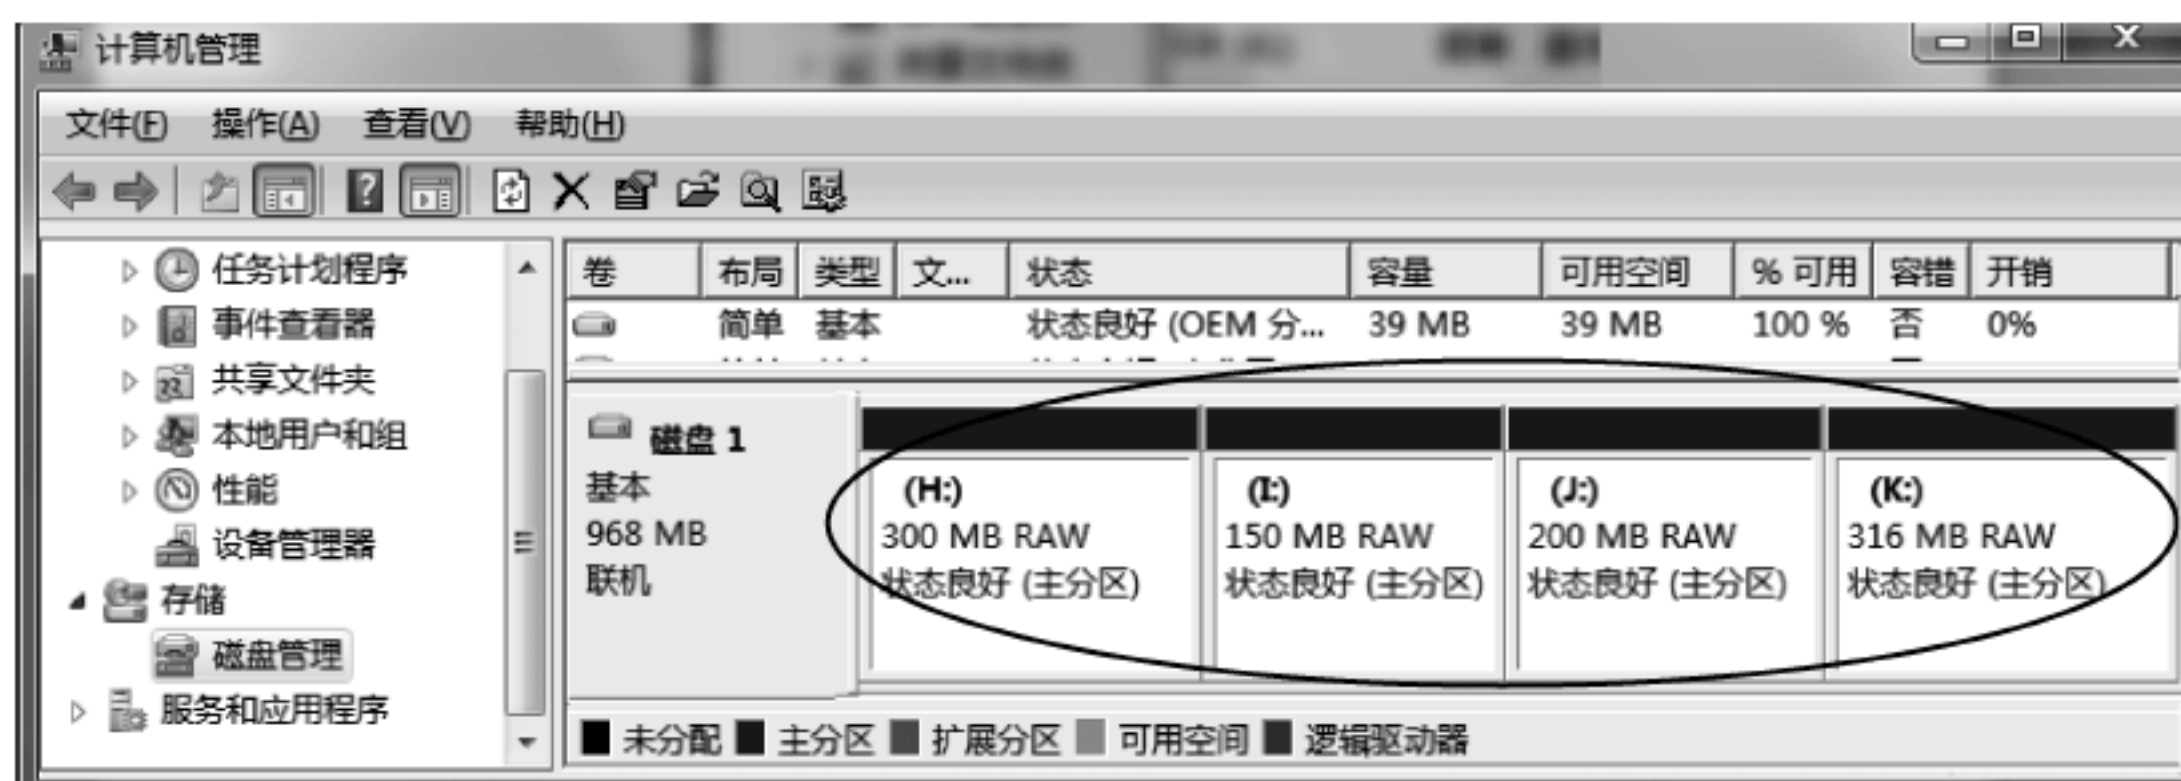 计算机管理
文件(F) 操作(A) 查看(V) 帮助(H)
任务计划程序
事件查看器
共享文件夹
本地用户和组
性能
设备管理器
存储
磁盘管理
服务和应用程序
卷 布局 类型 文... 状态 容量 可用空间 % 可用 容错 开销
简单 基本 状态良好 (OEM 分... 39 MB 39 MB 100 % 否 0%
磁盘 1
基本
968 MB
联机
(H:)
300 MB RAW
状态良好 (主分区)
(I:)
150 MB RAW
状态良好 (主分区)
(J:)
200 MB RAW
状态良好 (主分区)
(K:)
316 MB RAW
状态良好 (主分区)
未分配 主分区 扩展分区 可用空间 逻辑驱动器